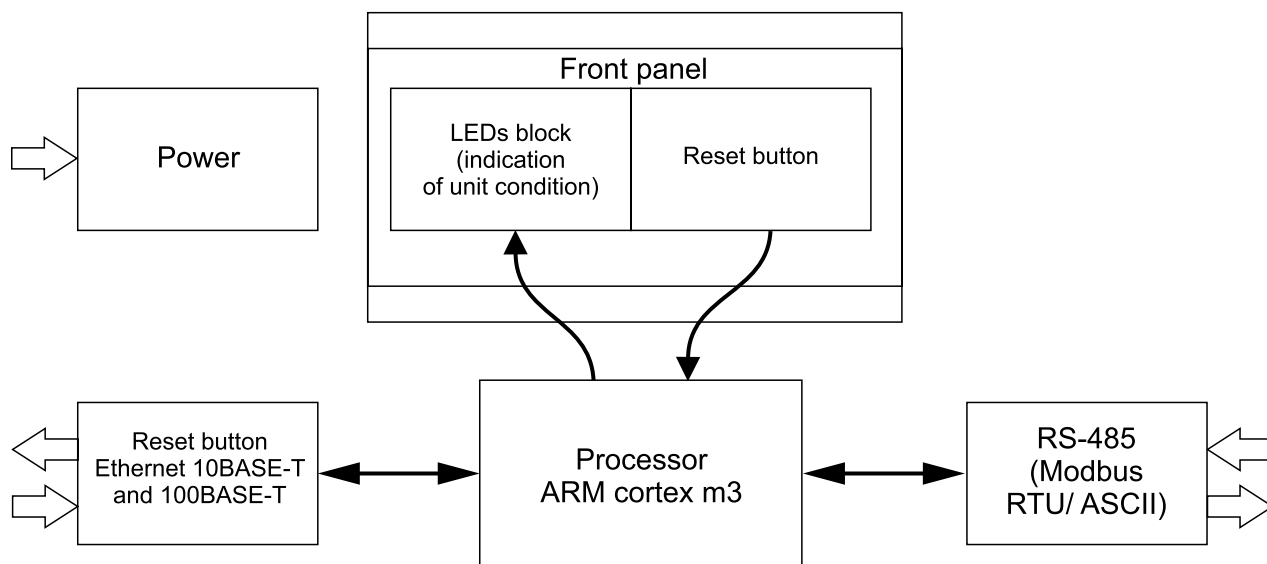 Front panel
Power
LEDs block
(indication
of unit condition)
Reset button
Reset button
Ethernet 10BASE-T
and 100BASE-T
Processor
ARM cortex m3
RS-485
(Modbus
RTU/ ASCII)